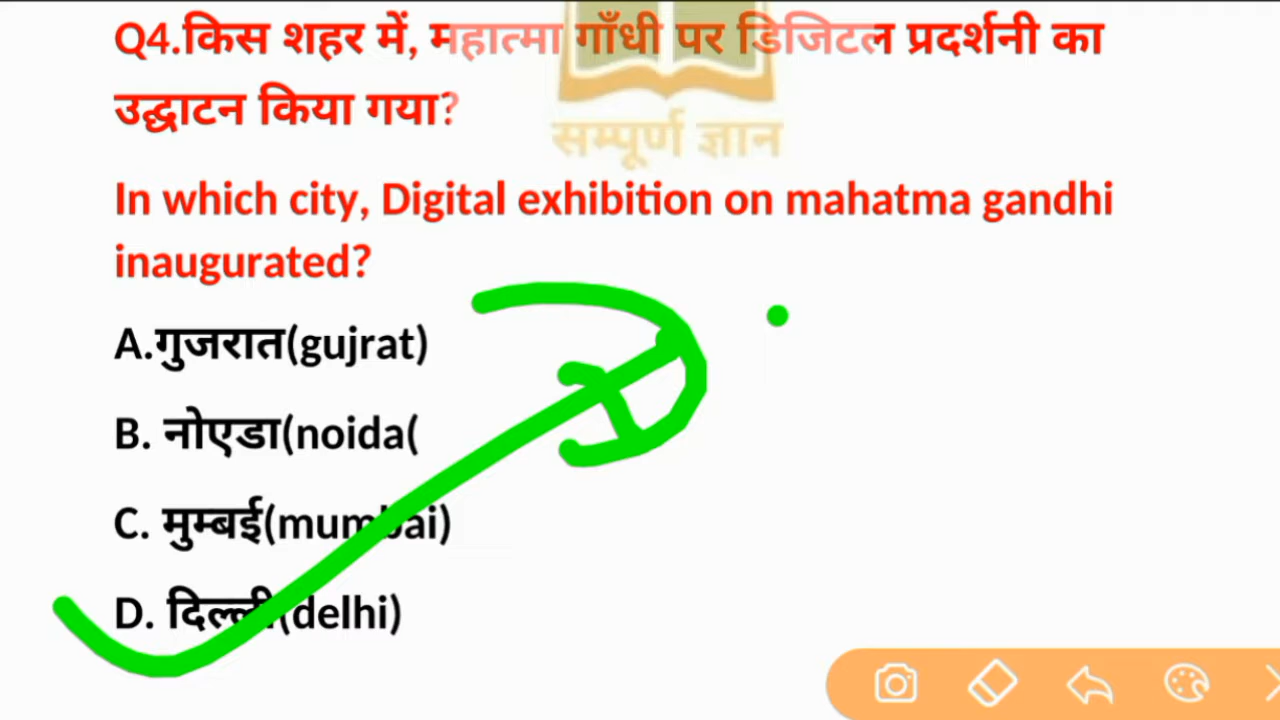 Q4.किस शहर में, महात्मा गाँधी पर डिजिटल प्रदर्शनी का
उद्घाटन किया गया?
सम्पूर्ण ज्ञान
In which city, Digital exhibition on mahatma gandhi
inaugurated?
A.गुजरात(gujrat)
B. नोएडा(noida(
C. मुम्बई(mumbai)
D. दिल्ली(delhi)